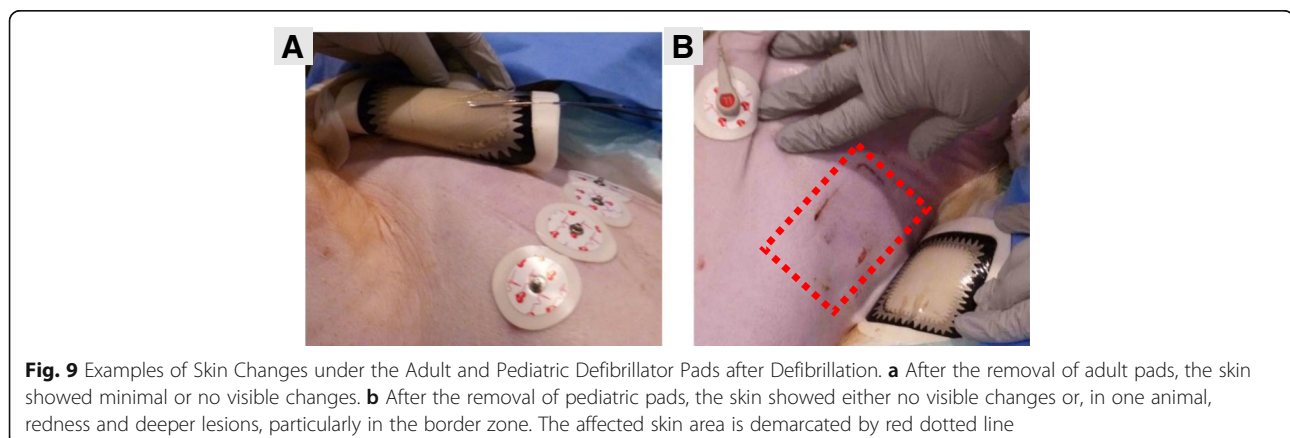 A
B
Fig. 9 Examples of Skin Changes under the Adult and Pediatric Defibrillator Pads after Defibrillation. a After the removal of adult pads, the skin
showed minimal or no visible changes. b After the removal of pediatric pads, the skin showed either no visible changes or, in one animal,
redness and deeper lesions, particularly in the border zone. The affected skin area is demarcated by red dotted line